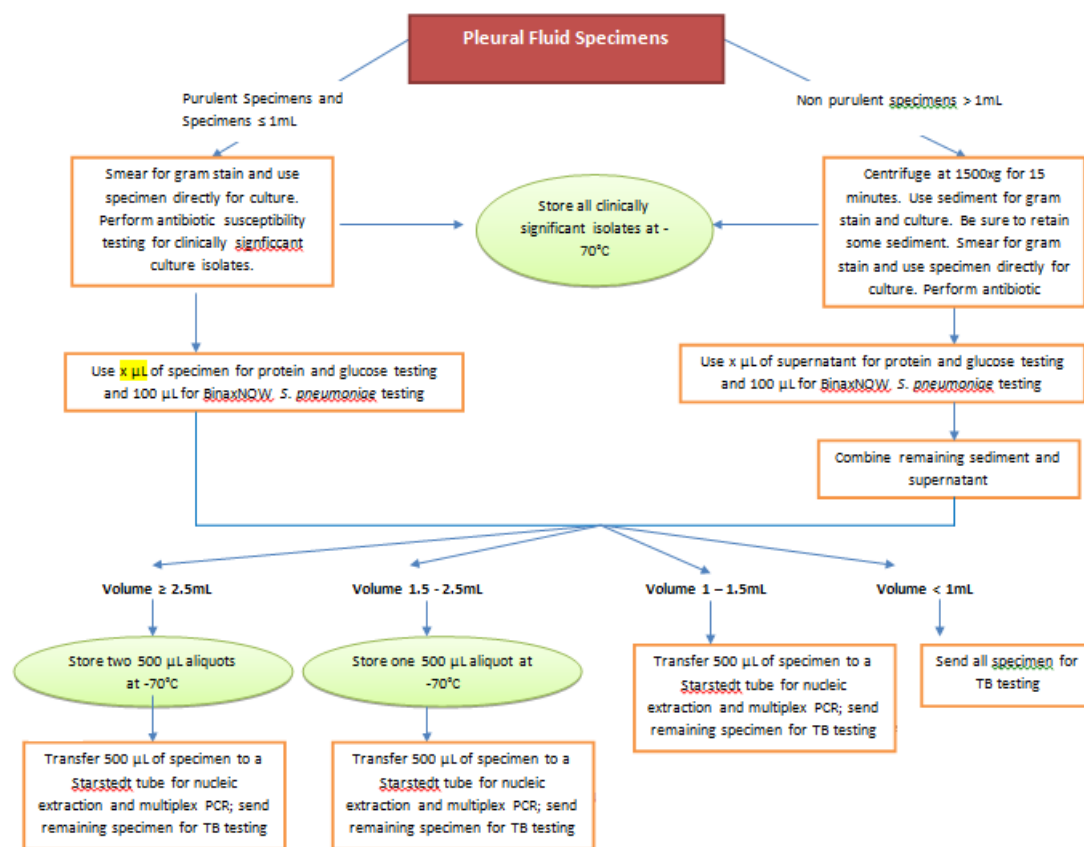 Pleural Fluid Specimens
Purulent Specimens and
Specimens ≤ 1mL
Non purulent specimens > 1mL
Smear for gram stain and use
specimen directly for culture.
Perform antibiotic susceptibility
testing for clinically signficcant
culture isolates.
Store all clinically
significant isolates at -
70°C
Centrifuge at 1500xg for 15
minutes. Use sediment for gram
stain and culture. Be sure to retain
some sediment. Smear for gram
stain and use specimen directly for
culture. Perform antibiotic
Use x µL of specimen for protein and glucose testing
and 100 µL for BinaxNOW, S. pneumoniae testing
Use x µL of supernatant for protein and glucose testing
and 100 µL for BinaxNOW, S. pneumoniae testing
Combine remaining sediment and
supernatant
Volume ≥ 2.5mL
Volume 1.5 - 2.5mL
Volume 1 – 1.5mL
Volume < 1mL
Store two 500 µL aliquots
at -70°C
Store one 500 µL aliquot at
-70°C
Transfer 500 µL of specimen to a
Starstedt tube for nucleic
extraction and multiplex PCR; send
remaining specimen for TB testing
Send all specimen for
TB testing
Transfer 500 µL of specimen to a
Starstedt tube for nucleic
extraction and multiplex PCR; send
remaining specimen for TB testing
Transfer 500 µL of specimen to a
Starstedt tube for nucleic
extraction and multiplex PCR; send
remaining specimen for TB testing